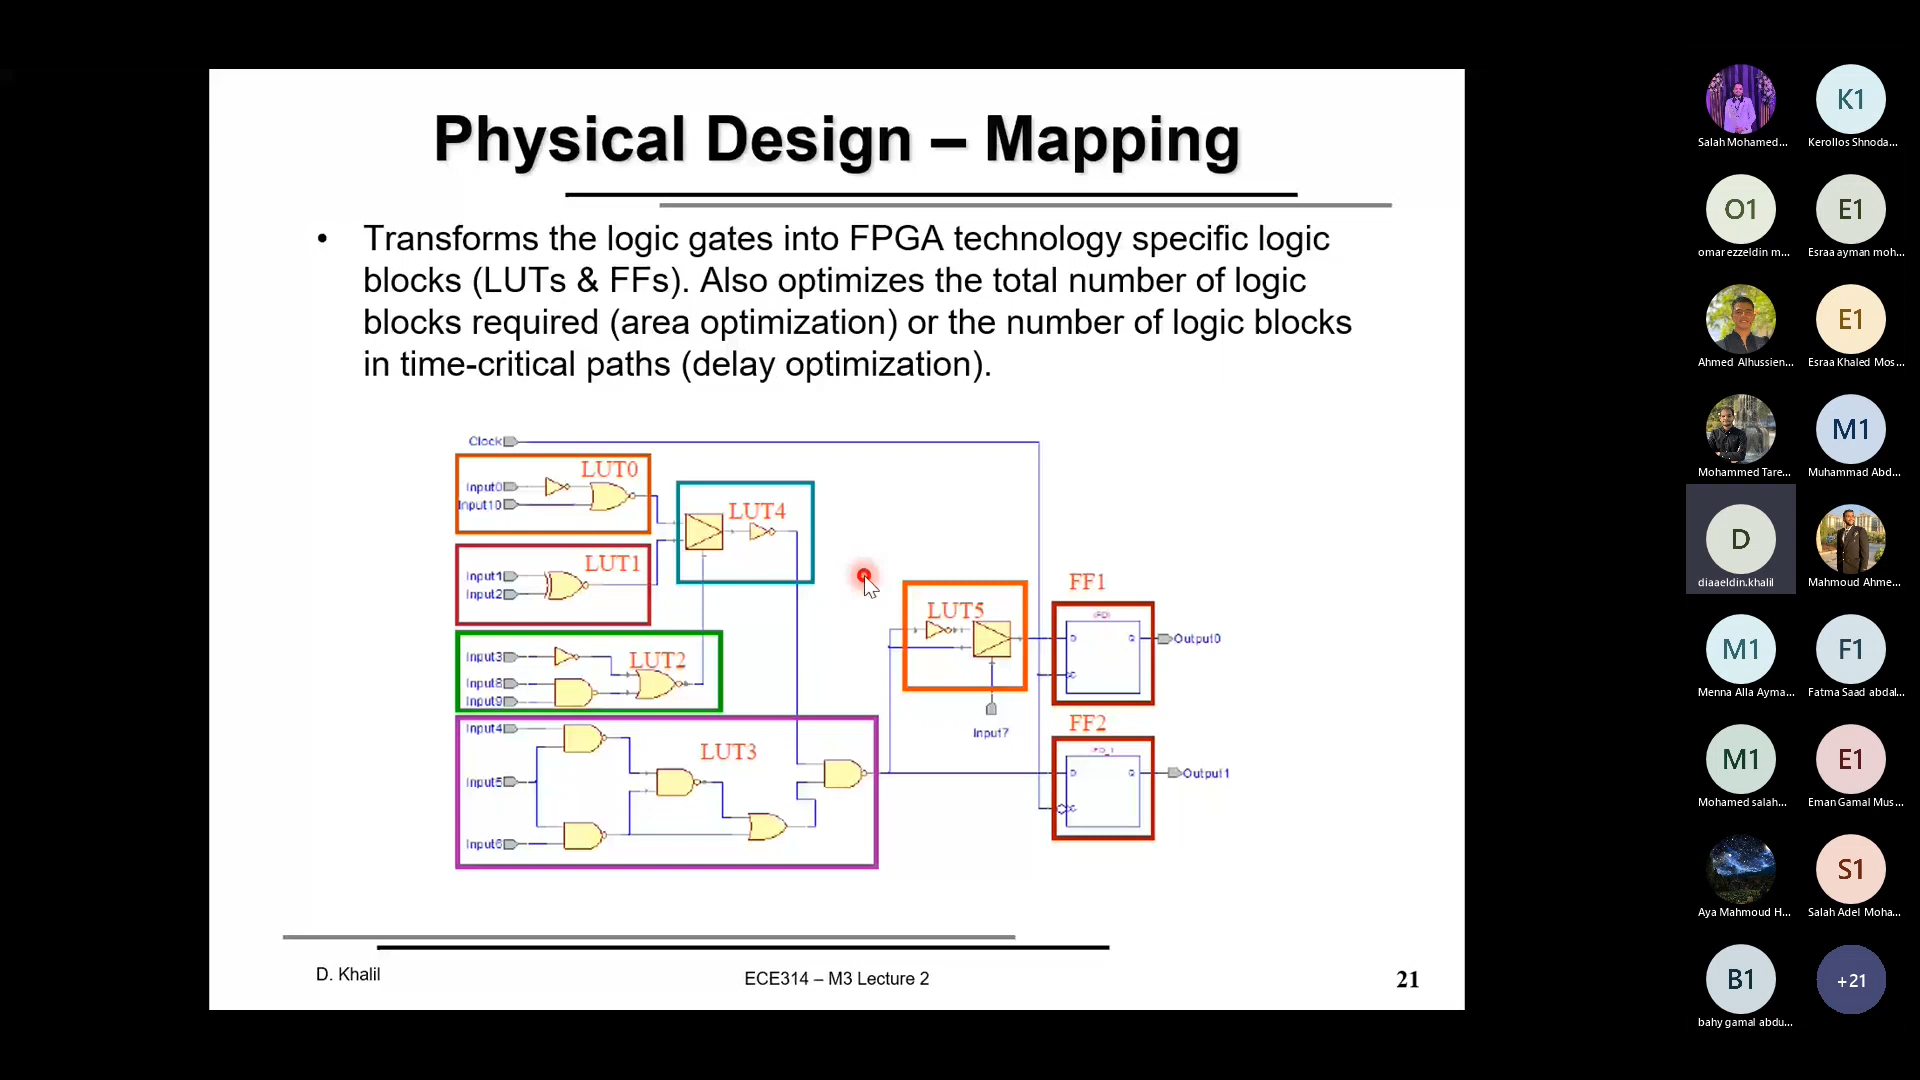 Physical Design – Mapping
• Transforms the logic gates into FPGA technology specific logic
blocks (LUTs & FFs). Also optimizes the total number of logic
blocks required (area optimization) or the number of logic blocks
in time-critical paths (delay optimization).
Clock
LUT0
Input0
Input10
LUT4
LUT1
Input1
Input2
FF1
LUT5
Input3
LUT2
Output0
Input8
Input9
Input4
FF2
Input7
LUT3
Input5
Output1
Input6
D. Khalil
ECE314 – M3 Lecture 2
21
Salah Mohamed...
K1
Kerollos Shnoda...
O1
omar ezzeldin m...
E1
Esraa ayman moh...
Ahmed Alhussien...
E1
Esraa Khaled Mos...
Mohammed Tare...
M1
Muhammad Abd...
D
diaaeldin.khalil
Mahmoud Ahme...
M1
Menna Alla Ayma...
F1
Fatma Saad abdal...
M1
Mohamed salah...
E1
Eman Gamal Mus...
Aya Mahmoud H...
S1
Salah Adel Moha...
B1
bahy gamal abdu...
+21